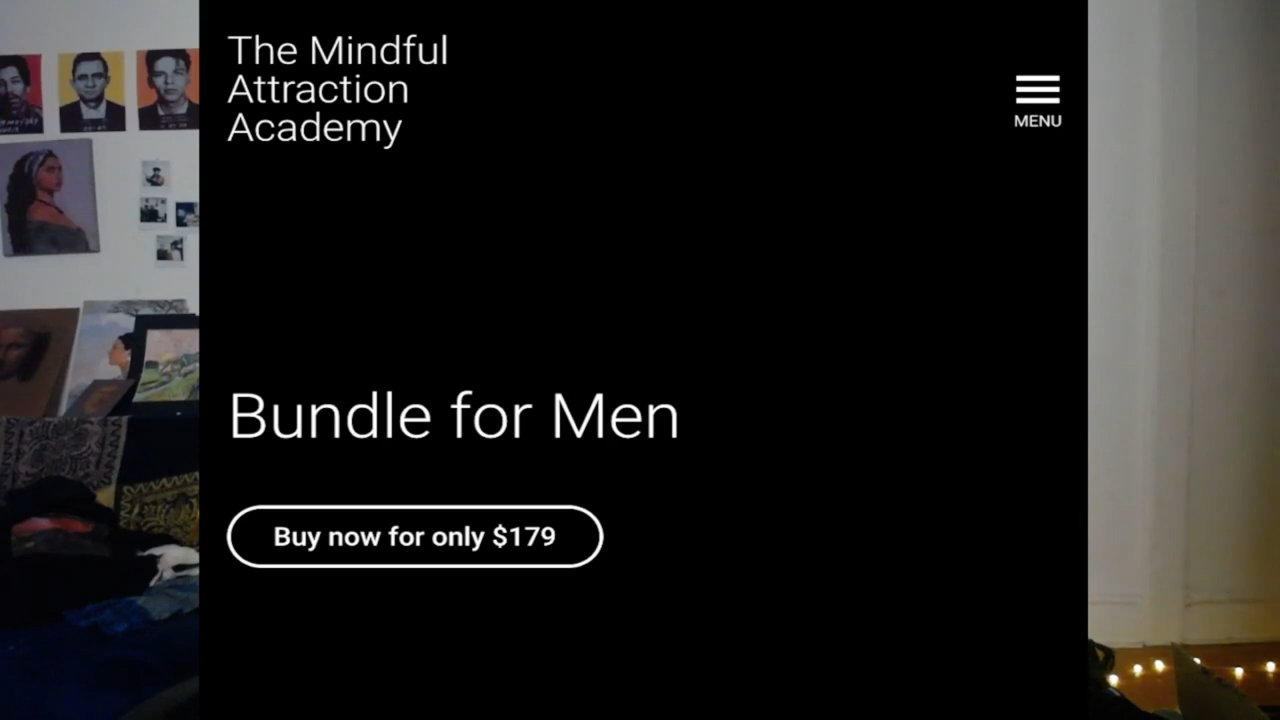 The Mindful
Attraction
Academy
MENU
Bundle for Men
Buy now for only $179